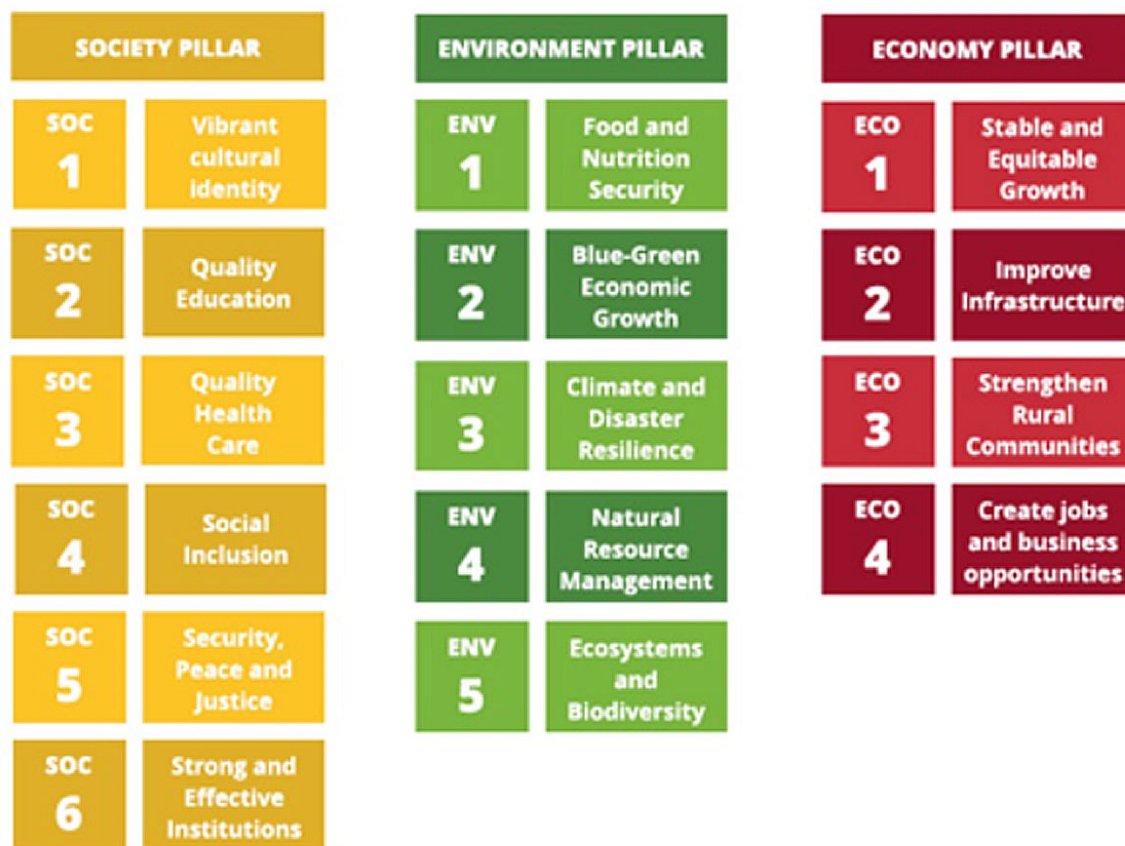 SOCIETY PILLAR
SOC
1
Vibrant
cultural
identity
SOC
2
Quality
Education
SOC
3
Quality
Health
Care
SOC
4
Social
Inclusion
SOC
5
Security,
Peace and
Justice
SOC
6
Strong and
Effective
Institutions
ENVIRONMENT PILLAR
ENV
1
Food and
Nutrition
Security
ENV
2
Blue-Green
Economic
Growth
ENV
3
Climate and
Disaster
Resilience
ENV
4
Natural
Resource
Management
ENV
5
Ecosystems
and
Biodiversity
ECONOMY PILLAR
ECO
1
Stable and
Equitable
Growth
ECO
2
Improve
Infrastructure
ECO
3
Strengthen
Rural
Communities
ECO
4
Create jobs
and business
opportunities